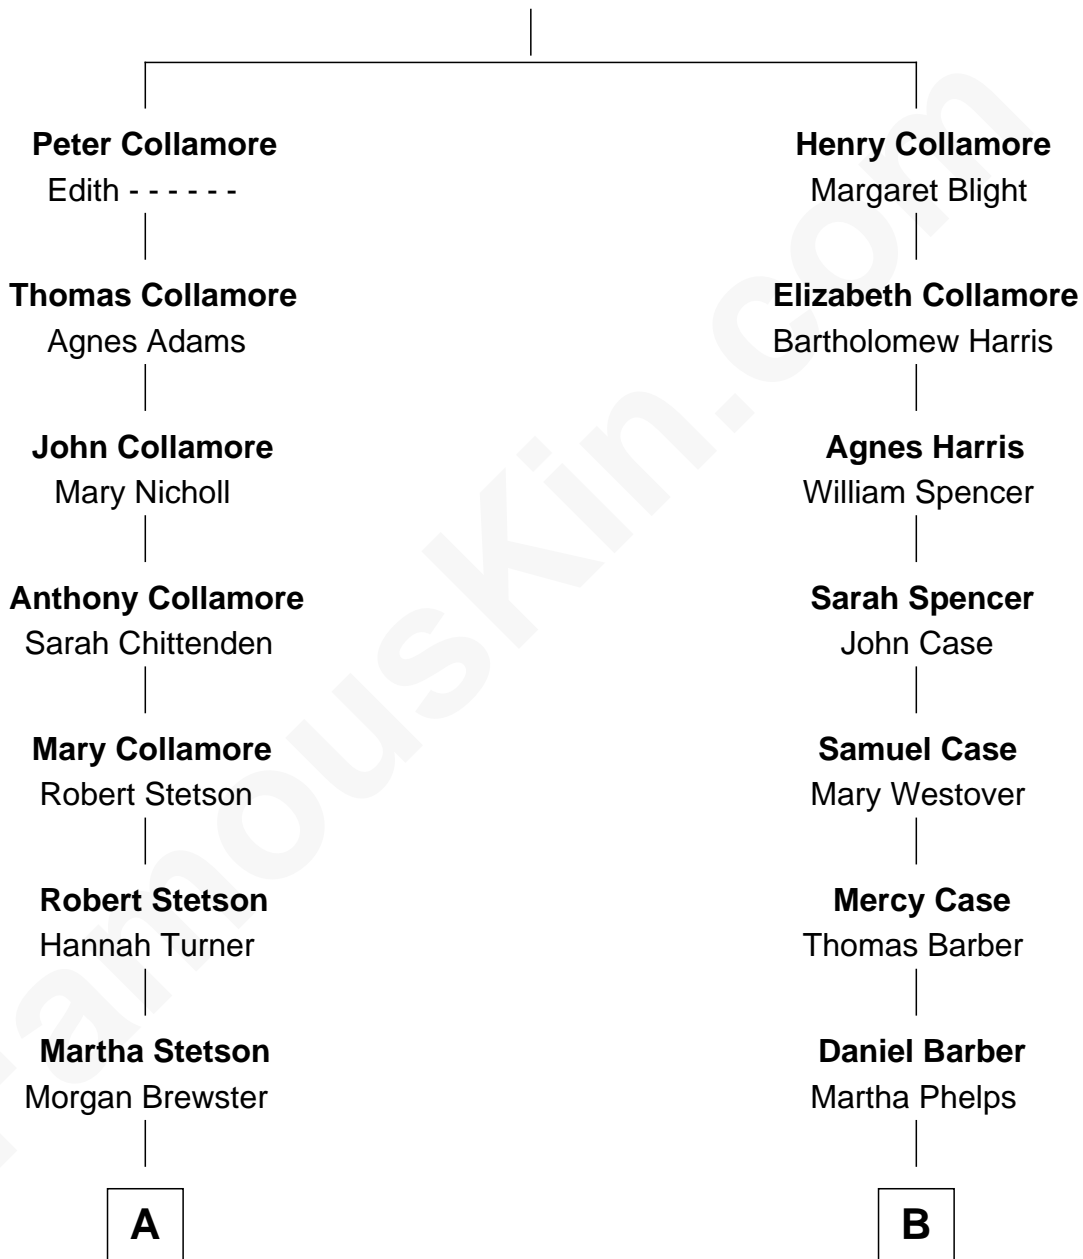 Peter Collamore
Edith - - - - - -
Thomas Collamore
Agnes Adams
John Collamore
Mary Nicholl
Anthony Collamore
Sarah Chittenden
Mary Collamore
Robert Stetson
Robert Stetson
Hannah Turner
Martha Stetson
Morgan Brewster
A
Henry Collamore
Margaret Blight
Elizabeth Collamore
Bartholomew Harris
Agnes Harris
William Spencer
Sarah Spencer
John Case
Samuel Case
Mary Westover
Mercy Case
Thomas Barber
Daniel Barber
Martha Phelps
B
FamousKin.com